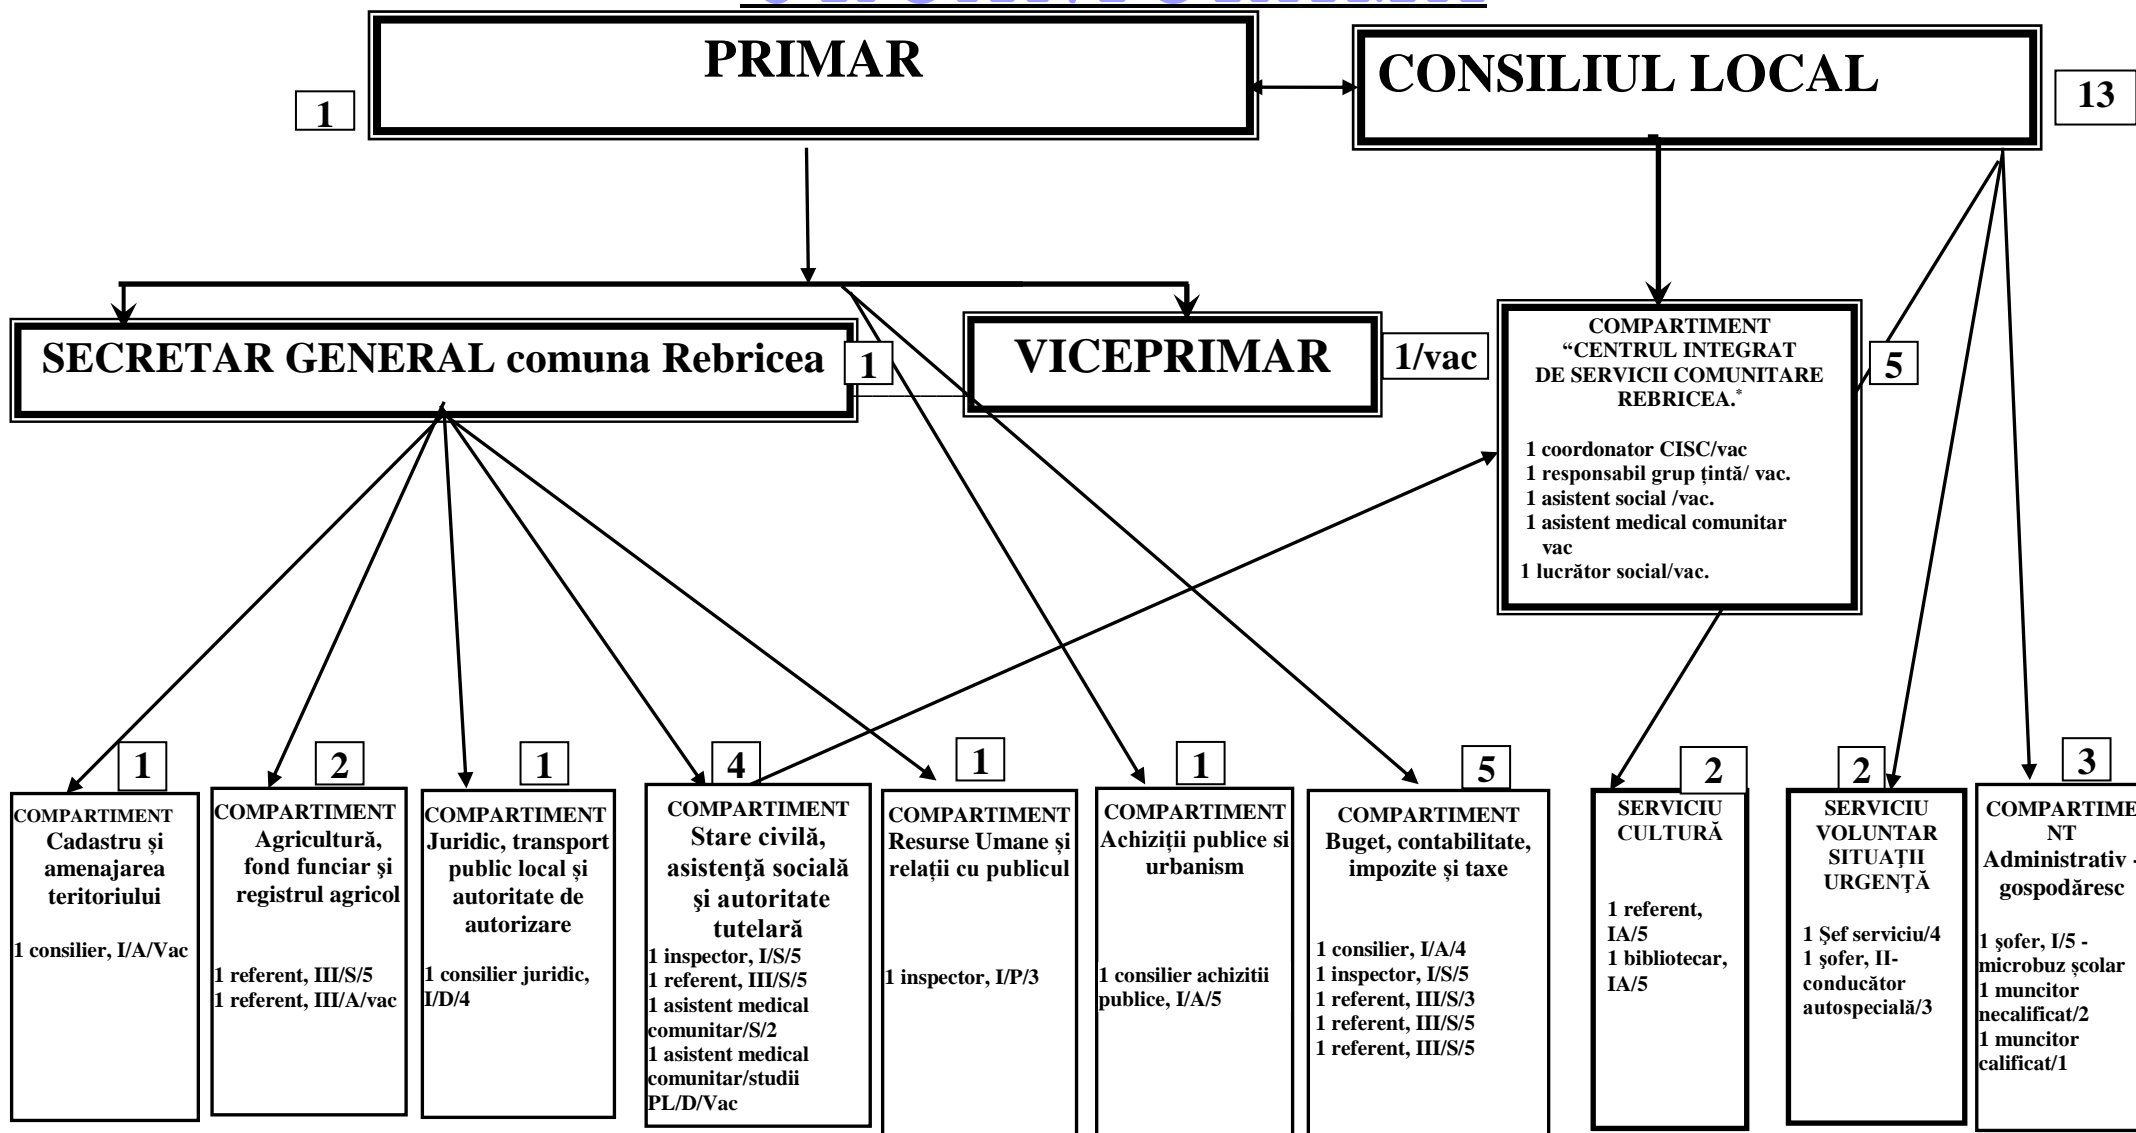 PRIMAR
1
CONSILIUL LOCAL
13
SECRETAR GENERAL comuna Rebricea
1
VICEPRIMAR
1/vac
COMPARTIMENT
“CENTRUL INTEGRAT
DE SERVICII COMUNITARE
REBRICEA.*
1 coordonator CISC/vac
1 responsabil grup țintă/ vac.
1 asistent social /vac.
1 asistent medical comunitar
vac
1 lucrător social/vac.
5
1
COMPARTIMENT
Cadastru și
amenajarea
teritoriului
1 consilier, I/A/Vac
2
COMPARTIMENT
Agricultură,
fond funciar şi
registrul agricol
1 referent, III/S/5
1 referent, III/A/vac
1
COMPARTIMENT
Juridic, transport
public local și
autoritate de
autorizare
1 consilier juridic,
I/D/4
4
COMPARTIMENT
Stare civilă,
asistenţă socială
şi autoritate
tutelară
1 inspector, I/S/5
1 referent, III/S/5
1 asistent medical
comunitar/S/2
1 asistent medical
comunitar/studii
PL/D/Vac
1
COMPARTIMENT
Resurse Umane și
relații cu publicul
1 inspector, I/P/3
1
COMPARTIMENT
Achiziții publice si
urbanism
1 consilier achizitii
publice, I/A/5
5
COMPARTIMENT
Buget, contabilitate,
impozite și taxe
1 consilier, I/A/4
1 inspector, I/S/5
1 referent, III/S/3
1 referent, III/S/5
1 referent, III/S/5
2
SERVICIU
CULTURĂ
1 referent,
IA/5
1 bibliotecar,
IA/5
2
SERVICIU
VOLUNTAR
SITUAŢII
URGENŢĂ
1 Şef serviciu/4
1 şofer, II-
conducător
autospecială/3
3
COMPARTIME
NT
Administrativ -
gospodăresc
1 şofer, I/5 -
microbuz școlar
1 muncitor
necalificat/2
1 muncitor
calificat/1